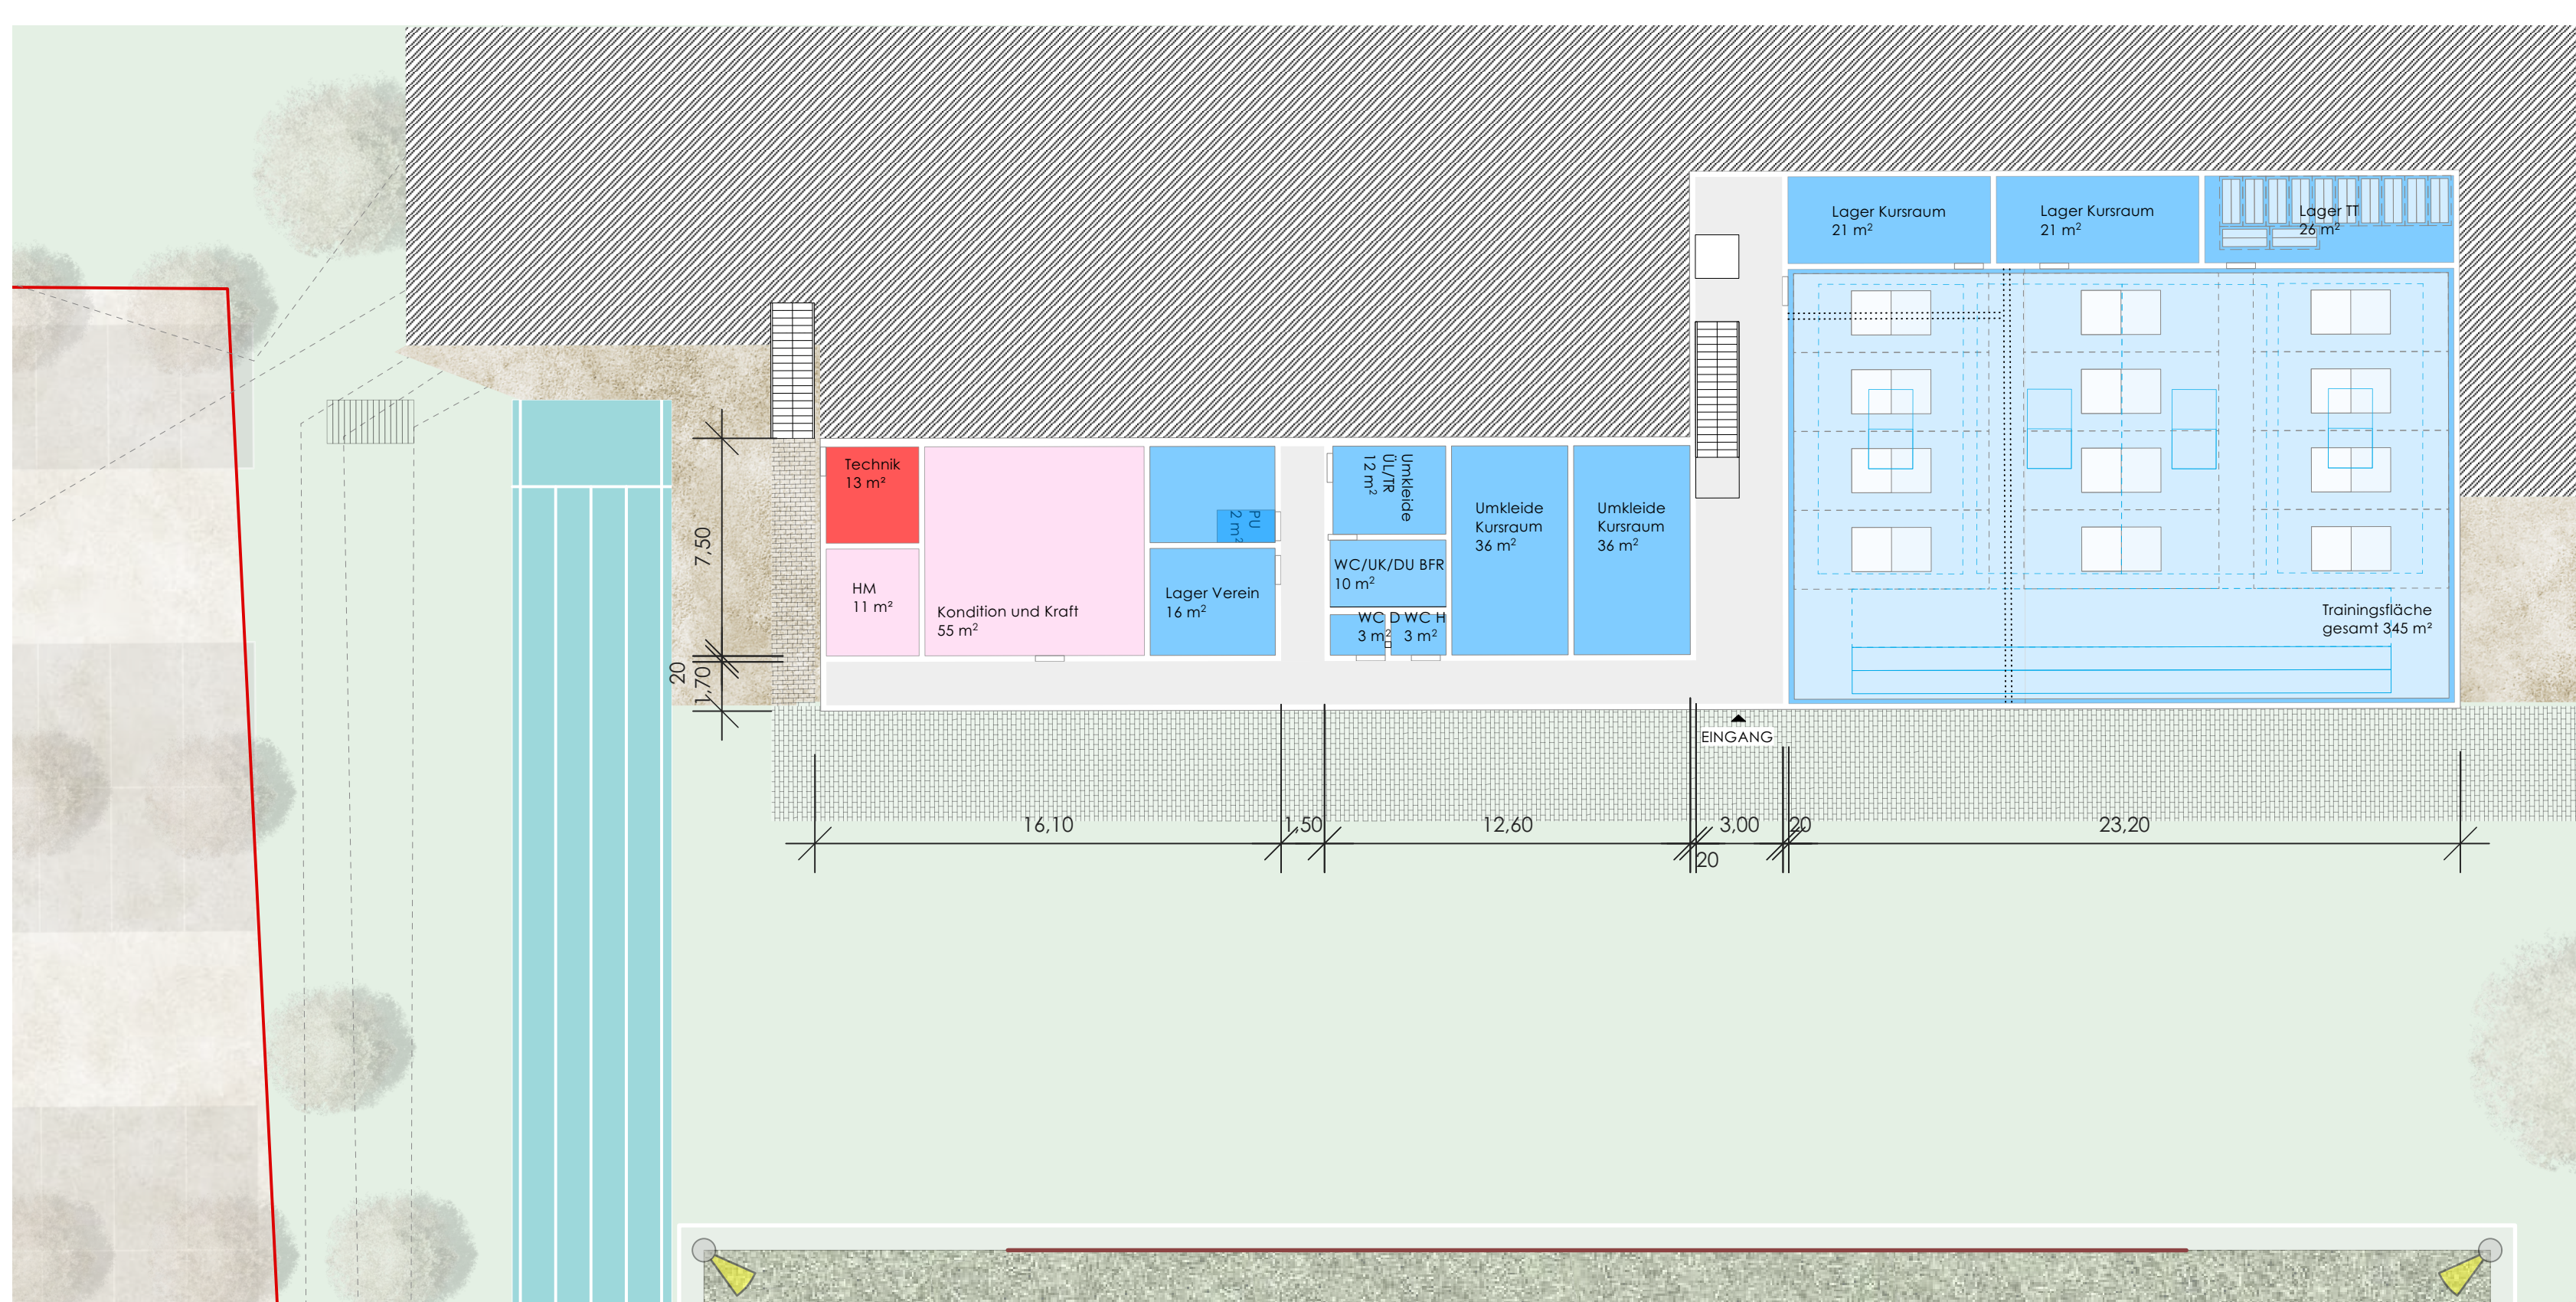 Lager Kursraum
21 m²
Lager Kursraum
21 m²
Lager TT
26 m²
Technik
13 m²
HM
11 m²
Kondition und Kraft
55 m²
PU
2 m²
Lager Verein
16 m²
Umkleide
ÜL/TR
12 m²
WC/UK/DU BFR
10 m²
WC D
3 m²
WC H
3 m²
Umkleide
Kursraum
36 m²
Umkleide
Kursraum
36 m²
Trainingsfläche
gesamt 345 m²
7,50
20
1,70
EINGANG
16,10
1,50
12,60
20
3,00
20
23,20